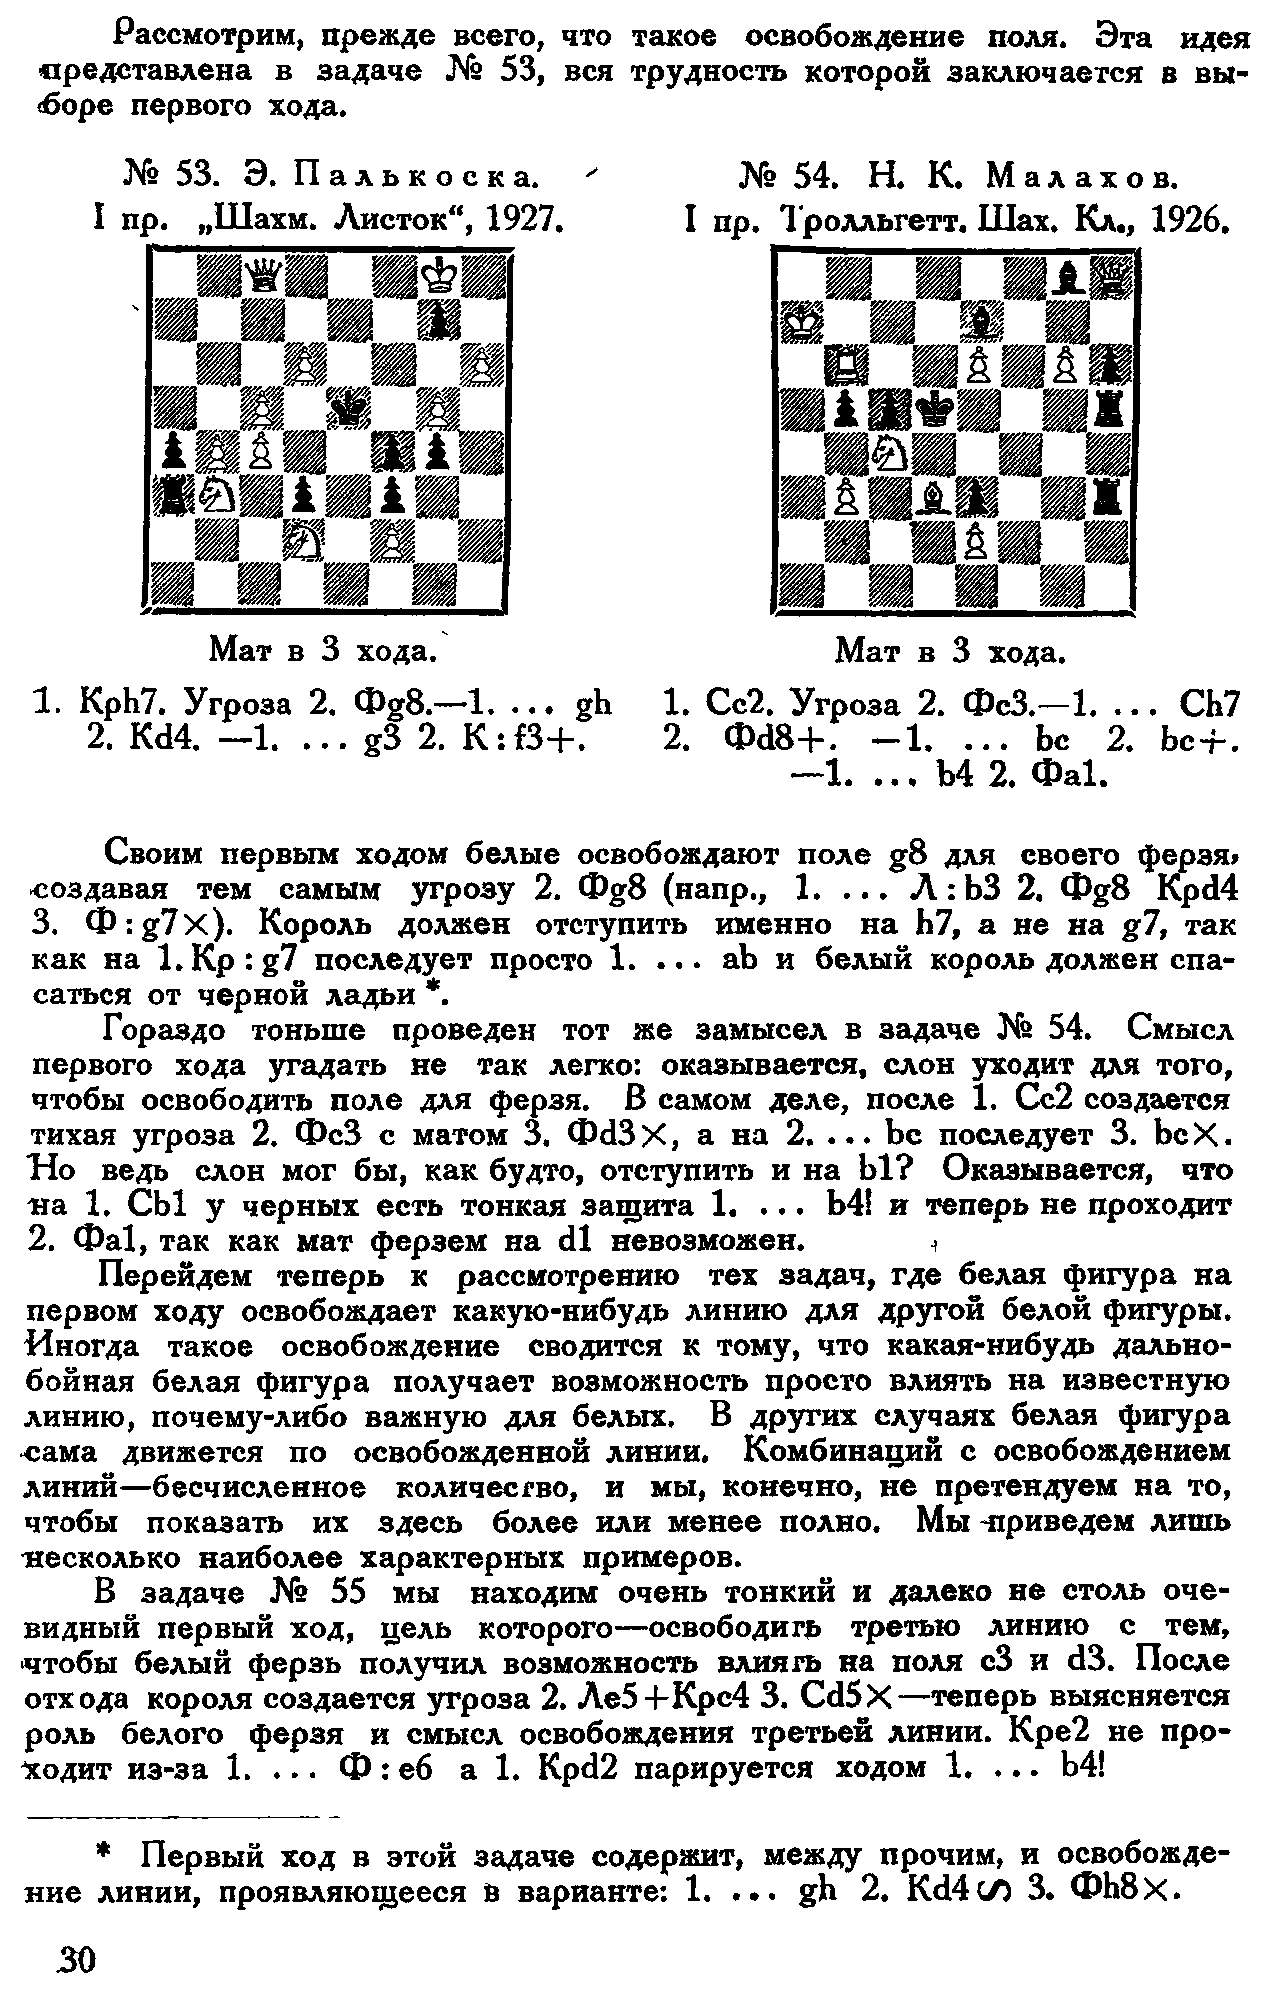 Рассмотрим, прежде всего, что такое освобождение поля. Эта идея
представлена в задаче № 53, вся трудность которой заключается в вы-
боре первого хода.
№ 53. Э. Палькоска.
I пр. „Шахм. Листок“, 1927.
Мат в 3 хода.
1. Крh7. Угроза 2. Фg8.—1. ... gh
2. Кd4. —1. ... g3 2. К:f3+.
№ 54. Н. К. Малахов.
I пр. Тролльгетт. Шах. Кл., 1926.
Мат в 3 хода.
1. Сc2. Угроза 2. Фc3.—1. ... Сh7
2. Фd8+. —1. ... bc 2. bc+.
—1. ... b4 2. Фa1.
Своим первым ходом белые освобождают поле g8 для своего ферзя,
создавая тем самым угрозу 2. Фg8 (напр., 1. ... Л:b3 2. Фg8 Крd4
3. Ф:g7×). Король должен отступить именно на h7, а не на g7, так
как на 1. Кр:g7 последует просто 1. ... ab и белый король должен спа-
саться от черной ладьи *.
Гораздо тоньше проведен тот же замысел в задаче № 54. Смысл
первого хода угадать не так легко: оказывается, слон уходит для того,
чтобы освободить поле для ферзя. В самом деле, после 1. Сc2 создается
тихая угроза 2. Фc3 с матом 3. Фd3×, а на 2. ... bc последует 3. bc×.
Но ведь слон мог бы, как будто, отступить и на b1? Оказывается, что
на 1. Сb1 у черных есть тонкая защита 1. ... b4! и теперь не проходит
2. Фa1, так как мат ферзем на d1 невозможен.
Перейдем теперь к рассмотрению тех задач, где белая фигура на
первом ходу освобождает какую-нибудь линию для другой белой фигуры.
Иногда такое освобождение сводится к тому, что какая-нибудь дально-
бойная белая фигура получает возможность просто влиять на известную
линию, почему-либо важную для белых. В других случаях белая фигура
сама движется по освобожденной линии. Комбинаций с освобождением
линий—бесчисленное количество, и мы, конечно, не претендуем на то,
чтобы показать их здесь более или менее полно. Мы приведем лишь
несколько наиболее характерных примеров.
В задаче № 55 мы находим очень тонкий и далеко не столь оче-
видный первый ход, цель которого—освободить третью линию с тем,
чтобы белый ферзь получил возможность влиять на поля c3 и d3. После
отхода короля создается угроза 2. Лe5+Крc4 3. Сd5×—теперь выясняется
роль белого ферзя и смысл освобождения третьей линии. Крe2 не про-
ходит из-за 1. ... Ф:e6 а 1. Крd2 парируется ходом 1. ... b4!
* Первый ход в этой задаче содержит, между прочим, и освобожде-
ние линии, проявляющееся в варианте: 1. ... gh 2. Кd4 ∽ 3. Фh8×.
30